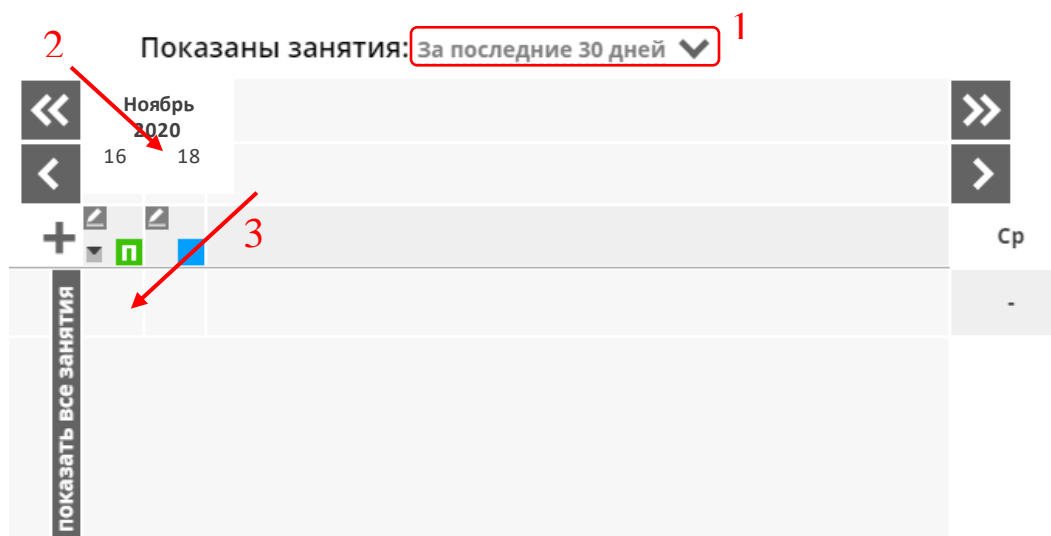 1
2
Показаны занятия: За последние 30 дней
Ноябрь
2020
16 18
3
П
Ср
-
показать все занятия